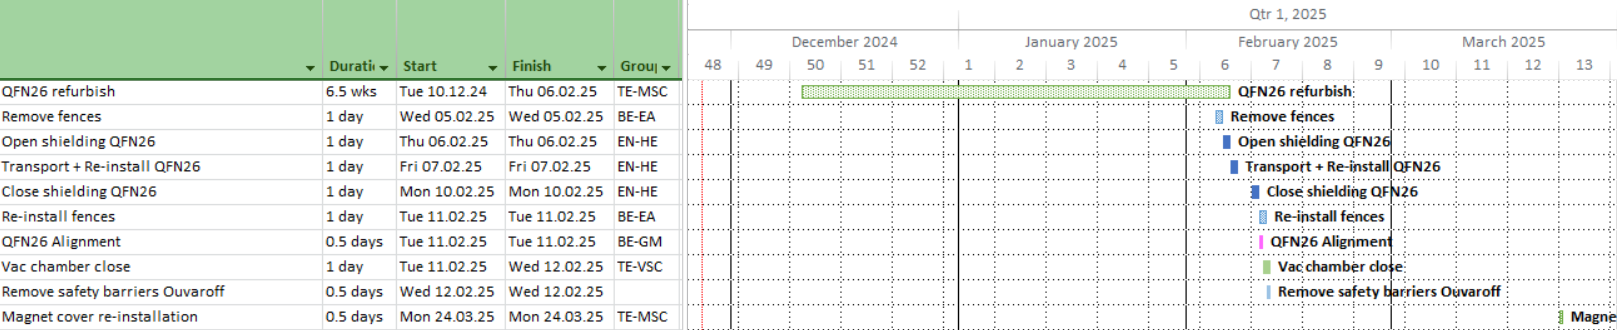 Qtr 1, 2025
December 2024 January 2025 February 2025 March 2025
Start Finish
48 49 50 51 52 1 2 3 4 5 6 7 8 9 10 11 12 13
QFN26 refurbish 6.5 wks Tue 10.12.24 Thu 06.02.25 TE-MSC QFN26 refurbish
Remove fences 1 day Wed 05.02.25 Wed 05.02.25 BE-EA Remove fences
Open shielding QFN26 1 day Thu 06.02.25 Thu 06.02.25 EN-HE Open shielding QFN26
Transport + Re-install QFN26 1 day Fri 07.02.25 Fri 07.02.25 EN-HE Transport + Re-install QFN26
Close shielding QFN26 1 day Mon 10.02.25 Mon 10.02.25 EN-HE Close shielding QFN26
Re-install fences 1 day Tue 11.02.25 Tue 11.02.25 BE-EA Re-install fences
QFN26 Alignment 0.5 days Tue 11.02.25 Tue 11.02.25 BE-GM QFN26 Alignment
Vac chamber close 1 day Tue 11.02.25 Wed 12.02.25 TE-VSC Vac chamber close
Remove safety barriers Ouvaroff 0.5 days Wed 12.02.25 Wed 12.02.25 Remove safety barriers Ouvaroff
Magnet cover re-installation 0.5 days Mon 24.03.25 Mon 24.03.25 TE-MSC Magne